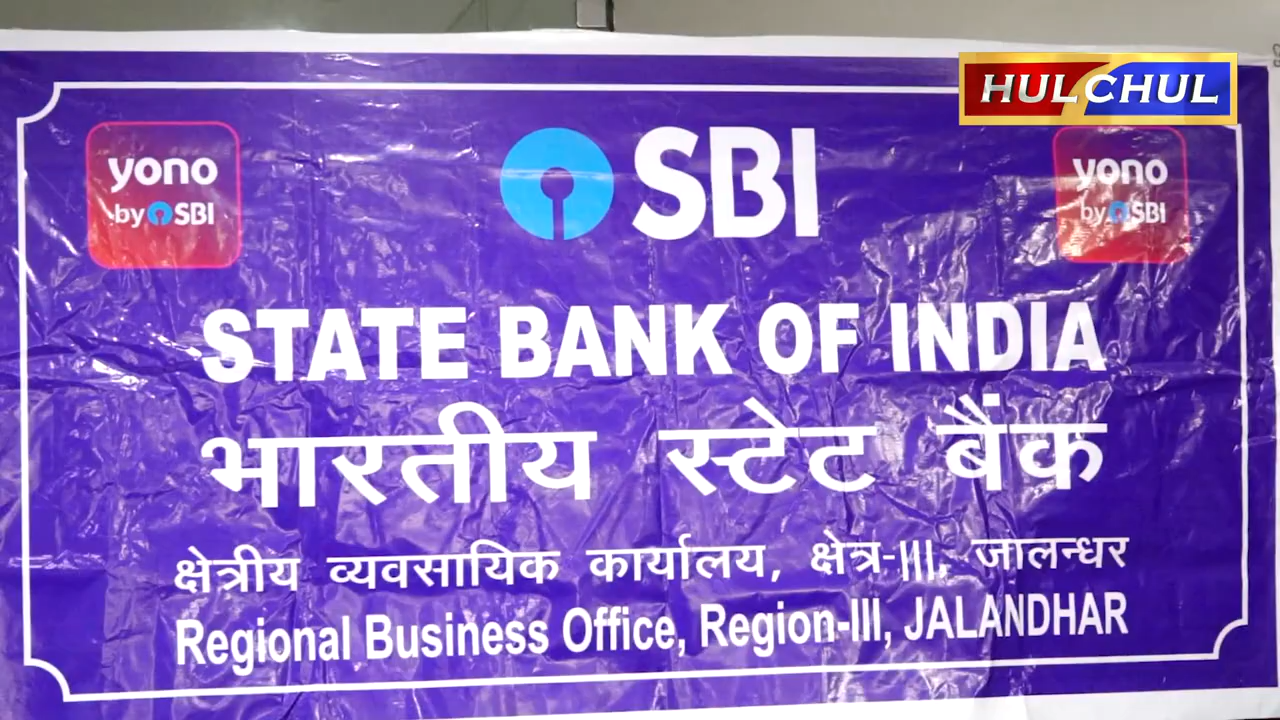 HULCHUL
yono
by SBI
SBI
yono
by SBI
STATE BANK OF INDIA
भारतीय स्टेट बैंक
क्षेत्रीय व्यवसायिक कार्यालय, क्षेत्र-III, जालन्धर
Regional Business Office, Region-III, JALANDHAR